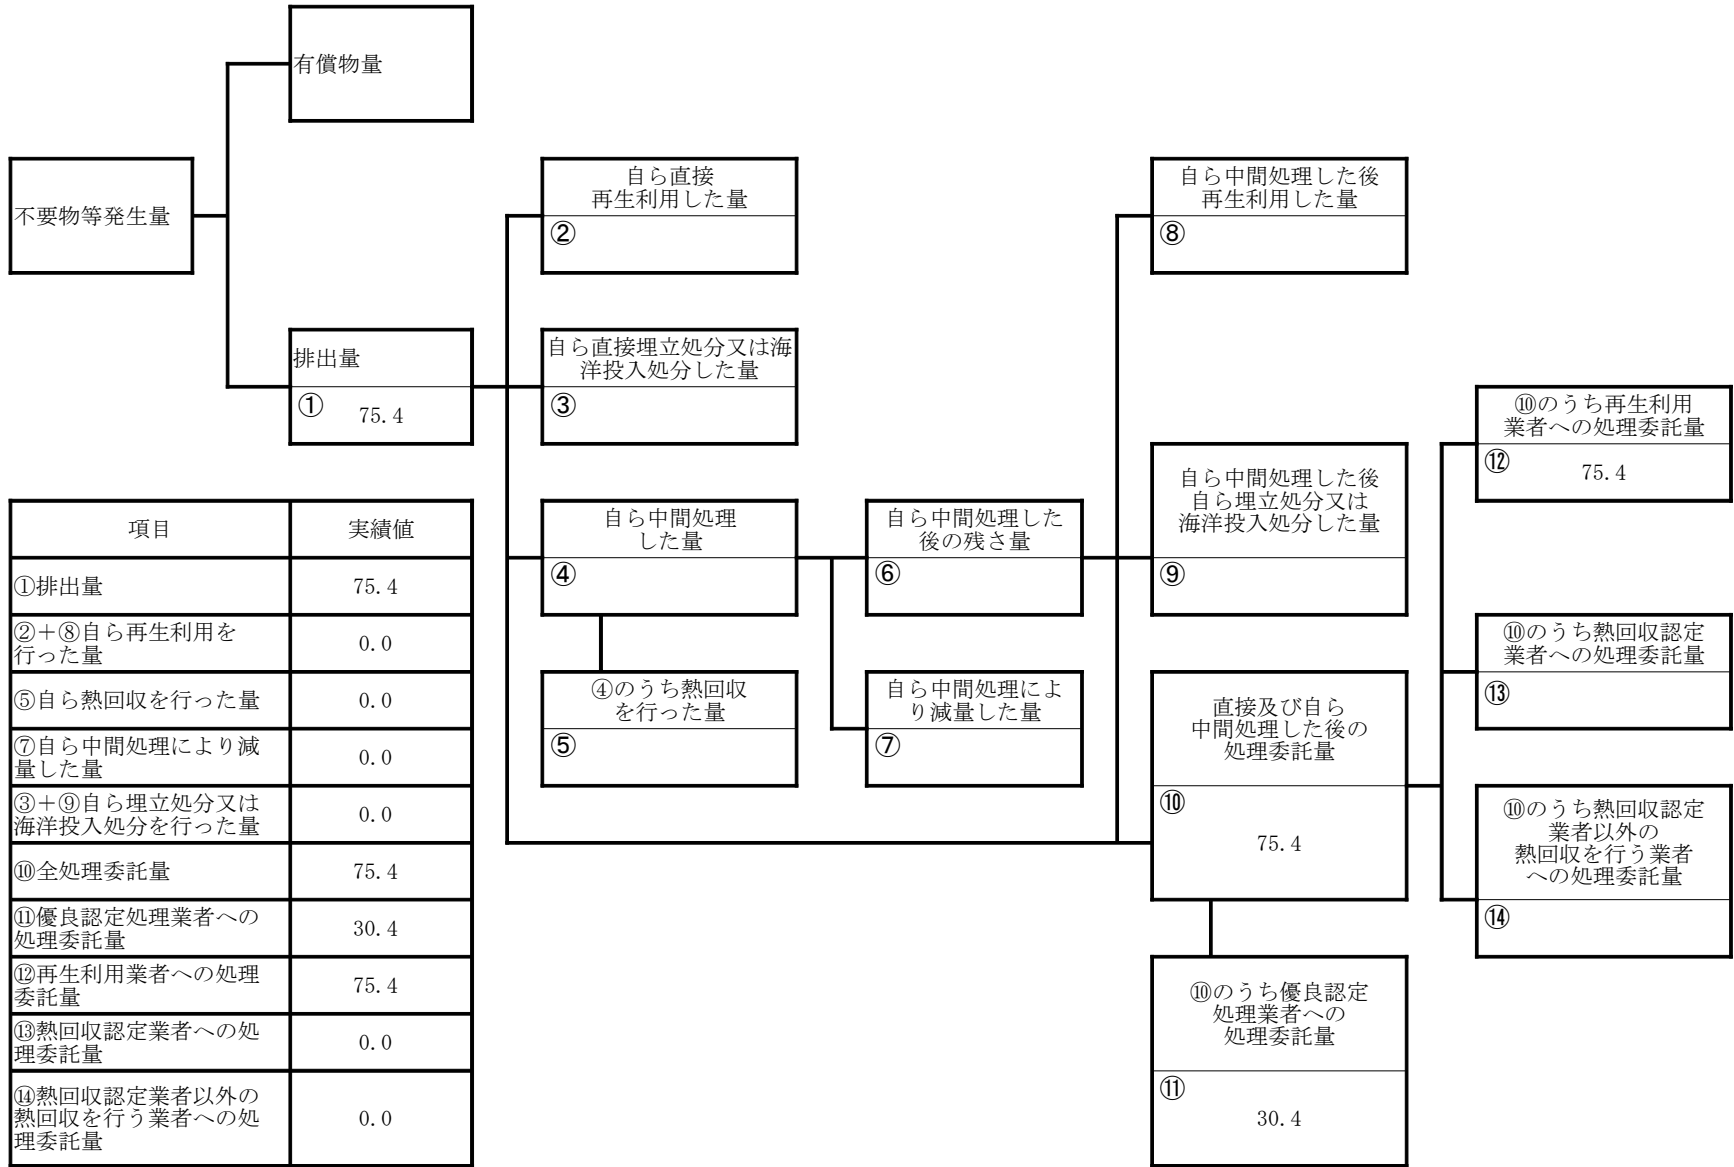 有償物量
不要物等発生量
排出量
①
75.4
自ら直接
再生利用した量
②
自ら直接埋立処分又は海
洋投入処分した量
③
自ら中間処理
した量
④
④のうち熱回収
を行った量
⑤
自ら中間処理した
後の残さ量
⑥
自ら中間処理によ
り減量した量
⑦
自ら中間処理した後
再生利用した量
⑧
自ら中間処理した後
自ら埋立処分又は
海洋投入処分した量
⑨
直接及び自ら
中間処理した後の
処理委託量
⑩
75.4
⑩のうち優良認定
処理業者への
処理委託量
⑪
30.4
⑩のうち再生利用
業者への処理委託量
⑫
75.4
⑩のうち熱回収認定
業者への処理委託量
⑬
⑩のうち熱回収認定
業者以外の
熱回収を行う業者
への処理委託量
⑭
項目 実績値
①排出量 75.4
②+⑧自ら再生利用を
行った量 0.0
⑤自ら熱回収を行った量 0.0
⑦自ら中間処理により減
量した量 0.0
③+⑨自ら埋立処分又は
海洋投入処分を行った量 0.0
⑩全処理委託量 75.4
⑪優良認定処理業者への
処理委託量 30.4
⑫再生利用業者への処理
委託量 75.4
⑬熱回収認定業者への処
理委託量 0.0
⑭熱回収認定業者以外の
熱回収を行う業者への処
理委託量 0.0